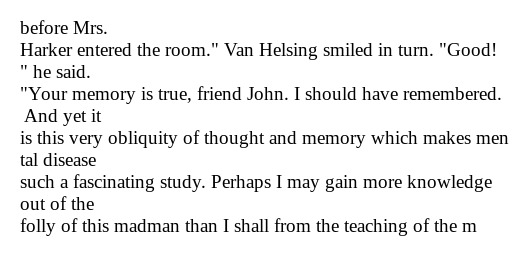 before Mrs.
Harker entered the room." Van Helsing smiled in turn. "Good!
" he said.
"Your memory is true, friend John. I should have remembered.
And yet it
is this very obliquity of thought and memory which makes men
tal disease
such a fascinating study. Perhaps I may gain more knowledge
out of the
folly of this madman than I shall from the teaching of the m